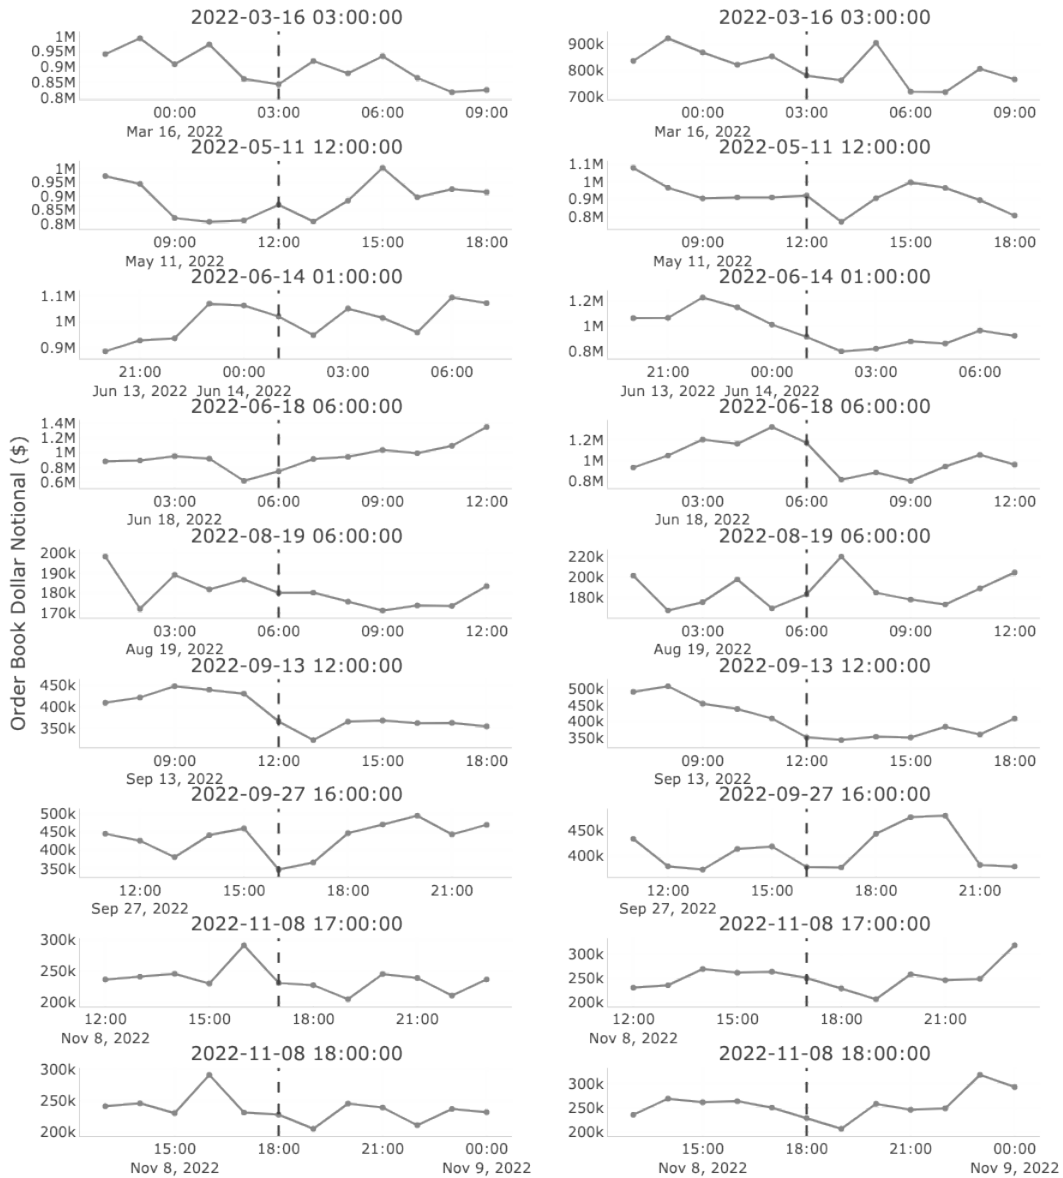 Order Book Dollar Notional ($)
2022-03-16 03:00:00
1M
0.95M
0.9M
0.85M
0.8M
00:00 03:00 06:00 09:00
Mar 16, 2022
2022-03-16 03:00:00
900k
800k
700k
00:00 03:00 06:00 09:00
Mar 16, 2022
2022-05-11 12:00:00
1M
0.95M
0.9M
0.85M
0.8M
09:00 12:00 15:00 18:00
May 11, 2022
2022-05-11 12:00:00
1.1M
1M
0.9M
0.8M
09:00 12:00 15:00 18:00
May 11, 2022
2022-06-14 01:00:00
1.1M
1M
0.9M
21:00 00:00 03:00 06:00
Jun 13, 2022 Jun 14, 2022
2022-06-14 01:00:00
1.2M
1M
0.8M
21:00 00:00 03:00 06:00
Jun 13, 2022 Jun 14, 2022
2022-06-18 06:00:00
1.4M
1.2M
1M
0.8M
0.6M
03:00 06:00 09:00 12:00
Jun 18, 2022
2022-06-18 06:00:00
1.2M
1M
0.8M
03:00 06:00 09:00 12:00
Jun 18, 2022
2022-08-19 06:00:00
200k
190k
180k
170k
03:00 06:00 09:00 12:00
Aug 19, 2022
2022-08-19 06:00:00
220k
200k
180k
03:00 06:00 09:00 12:00
Aug 19, 2022
2022-09-13 12:00:00
450k
400k
350k
09:00 12:00 15:00 18:00
Sep 13, 2022
2022-09-13 12:00:00
500k
450k
400k
350k
09:00 12:00 15:00 18:00
Sep 13, 2022
2022-09-27 16:00:00
500k
450k
400k
350k
12:00 15:00 18:00 21:00
Sep 27, 2022
2022-09-27 16:00:00
450k
400k
12:00 15:00 18:00 21:00
Sep 27, 2022
2022-11-08 17:00:00
300k
250k
200k
12:00 15:00 18:00 21:00
Nov 8, 2022
2022-11-08 17:00:00
300k
250k
200k
12:00 15:00 18:00 21:00
Nov 8, 2022
2022-11-08 18:00:00
300k
250k
200k
15:00 18:00 21:00 00:00
Nov 8, 2022 Nov 9, 2022
2022-11-08 18:00:00
300k
250k
200k
15:00 18:00 21:00 00:00
Nov 8, 2022 Nov 9, 2022